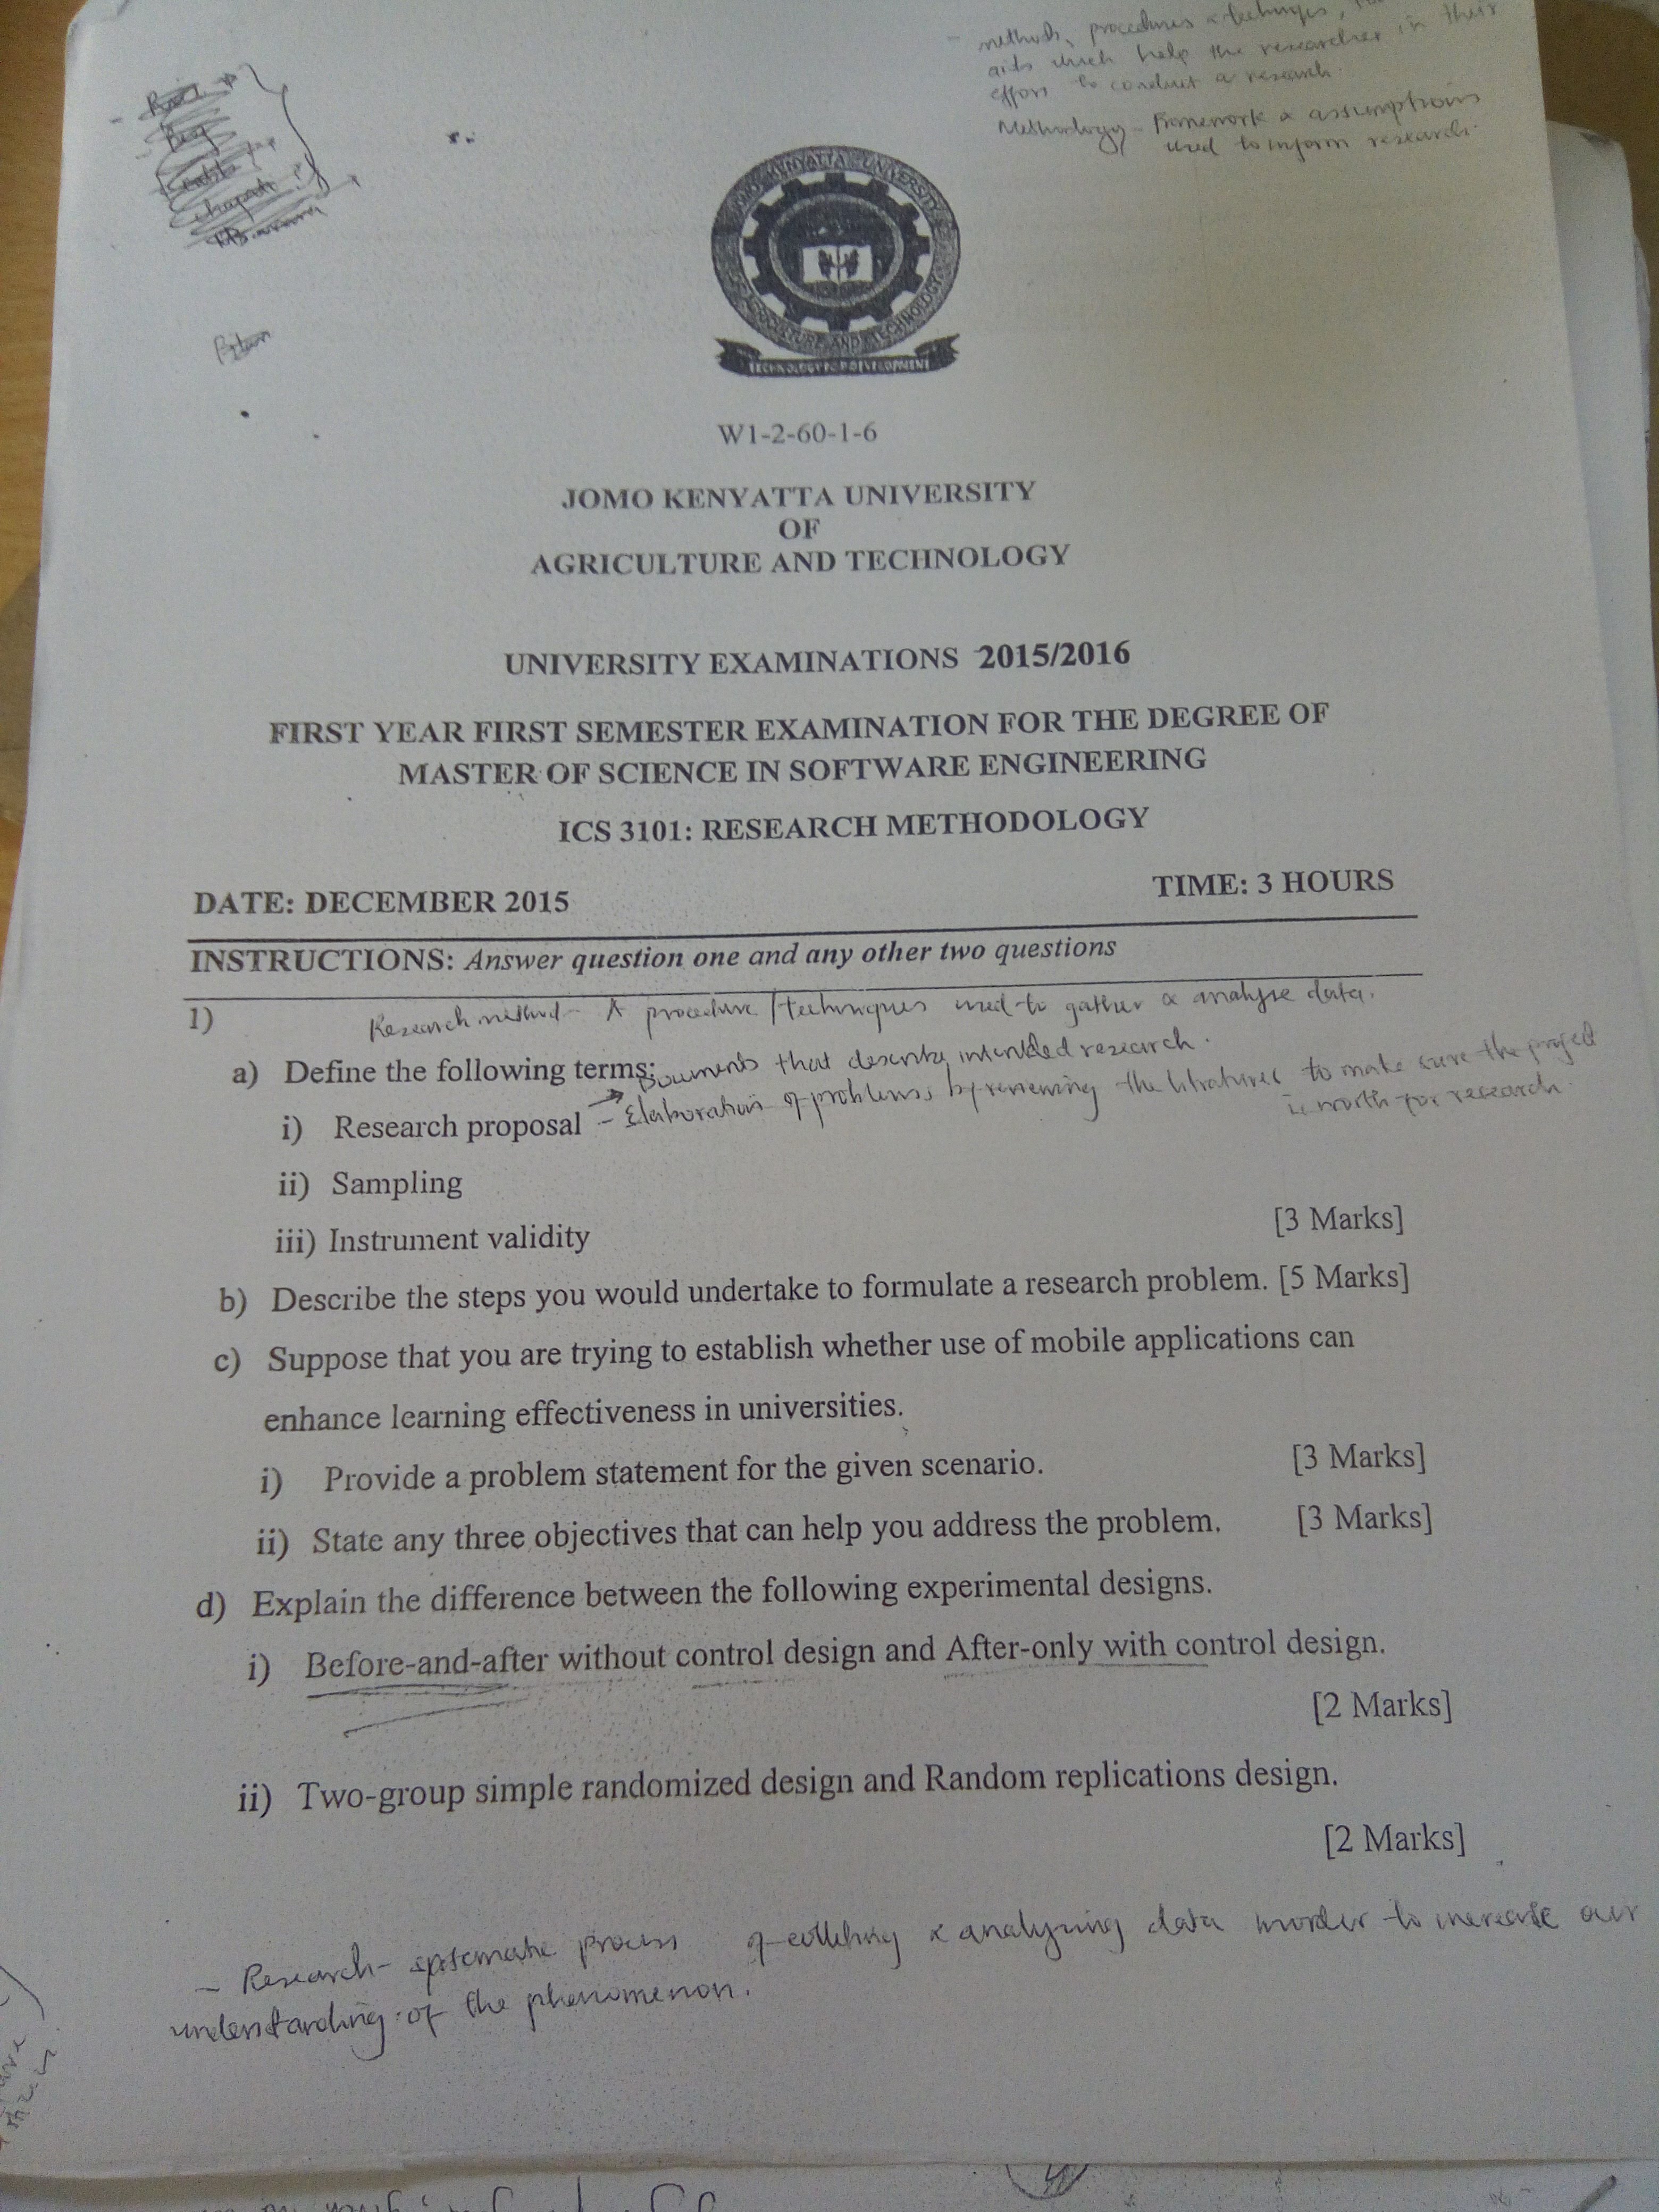 methods, procedures & techniques,
aids which help the researcher in their
effort to conduct a research.
Methodology - Framework & assumptions
used to inform research.
JOMO KENYATTA UNIVERSITY
OF AGRICULTURE AND TECHNOLOGY
TECHNOLOGY FOR DEVELOPMENT
W1-2-60-1-6
JOMO KENYATTA UNIVERSITY
OF
AGRICULTURE AND TECHNOLOGY
UNIVERSITY EXAMINATIONS 2015/2016
FIRST YEAR FIRST SEMESTER EXAMINATION FOR THE DEGREE OF
MASTER OF SCIENCE IN SOFTWARE ENGINEERING
ICS 3101: RESEARCH METHODOLOGY
DATE: DECEMBER 2015 TIME: 3 HOURS
INSTRUCTIONS: Answer question one and any other two questions
1) Research method - A procedure/techniques used to gather & analyse data.
a) Define the following terms: Documents that describe intended research.
i) Research proposal - Elaboration of problems, by reviewing the litratures to make sure the project
is worth for research.
ii) Sampling
iii) Instrument validity [3 Marks]
b) Describe the steps you would undertake to formulate a research problem. [5 Marks]
c) Suppose that you are trying to establish whether use of mobile applications can
enhance learning effectiveness in universities.
i) Provide a problem statement for the given scenario. [3 Marks]
ii) State any three objectives that can help you address the problem. [3 Marks]
d) Explain the difference between the following experimental designs.
i) Before-and-after without control design and After-only with control design.
[2 Marks]
ii) Two-group simple randomized design and Random replications design.
[2 Marks]
- Research - systematic process of collecting & analyzing data inorder to increase our
understanding of the phenomenon.